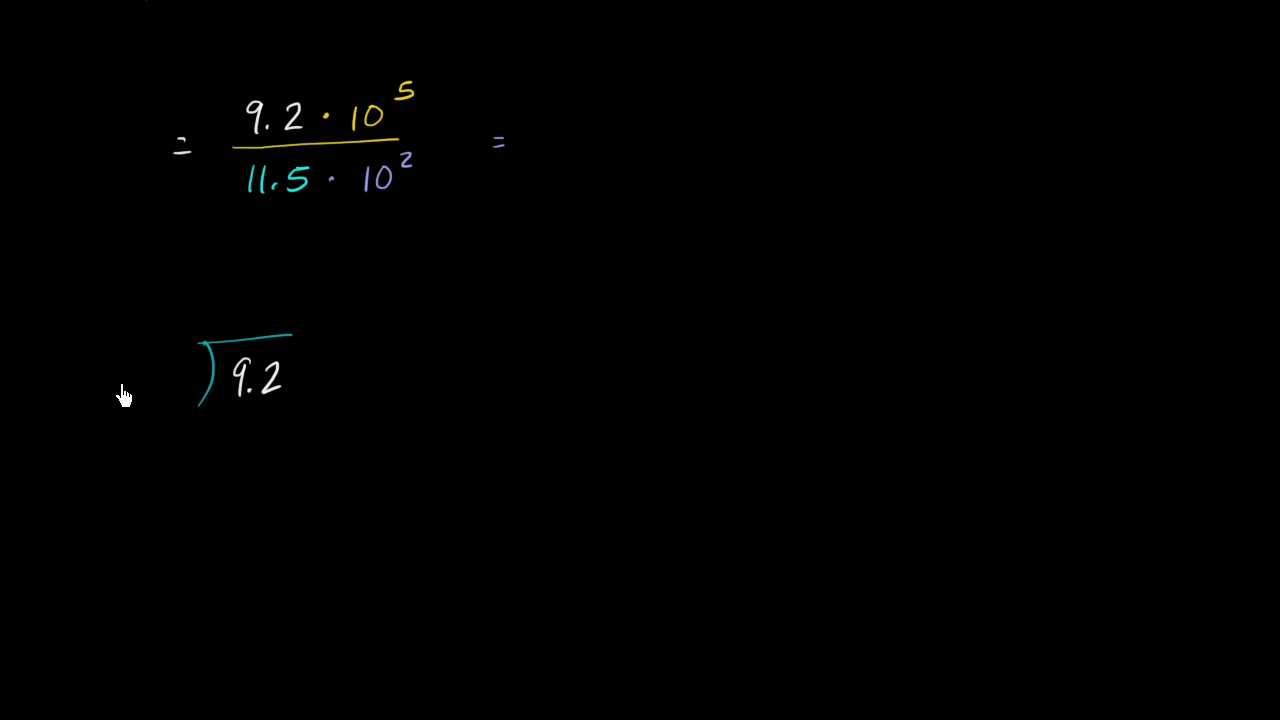 = 9.2 · 10^5 / 11.5 · 10^2 =
)9.2